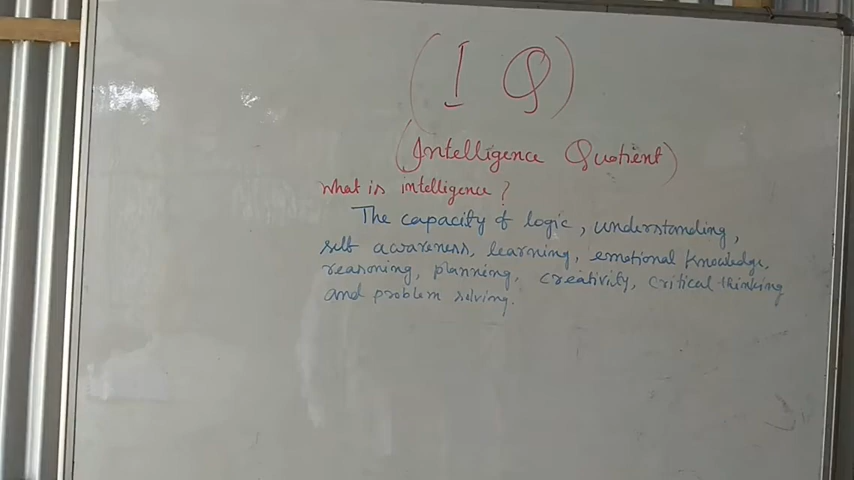 (I Q)
(Intelligence Quotient)
What is intelligence?
The capacity of logic, understanding,
self awareness, learning, emotional knowledge,
reasoning, planning, creativity, critical thinking
and problem solving.